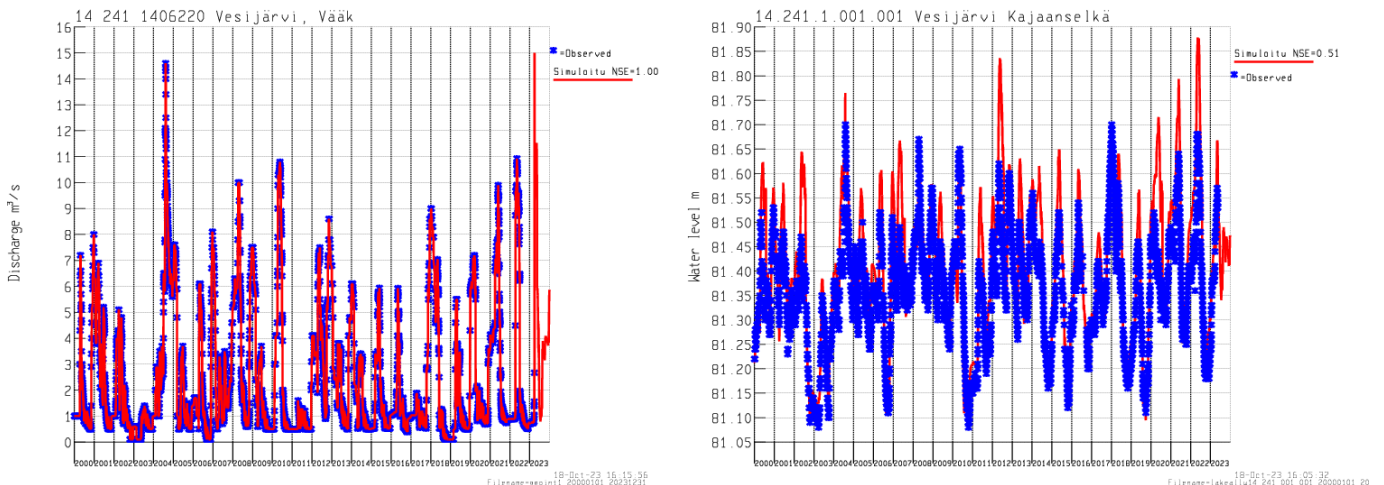 14 241 1406220 Vesijärvi, Vääk
16
15
14
13
12
11
10
9
8
7
6
5
4
3
2
1
0
Discharge m³/s
=Observed
Simuloitu NSE=1.00
2000 2001 2002 2003 2004 2005 2006 2007 2008 2009 2010 2011 2012 2013 2014 2015 2016 2017 2018 2019 2020 2021 2022 2023
18-Oct-23 16:15:56
14.241.1.001.001 Vesijärvi Kajaanselkä
81.90
81.85
81.80
81.75
81.70
81.65
81.60
81.55
81.50
81.45
81.40
81.35
81.30
81.25
81.20
81.15
81.10
81.05
Water level m
Simuloitu NSE=0.51
=Observed
2000 2001 2002 2003 2004 2005 2006 2007 2008 2009 2010 2011 2012 2013 2014 2015 2016 2017 2018 2019 2020 2021 2022 2023
18-Oct-23 16:05:32